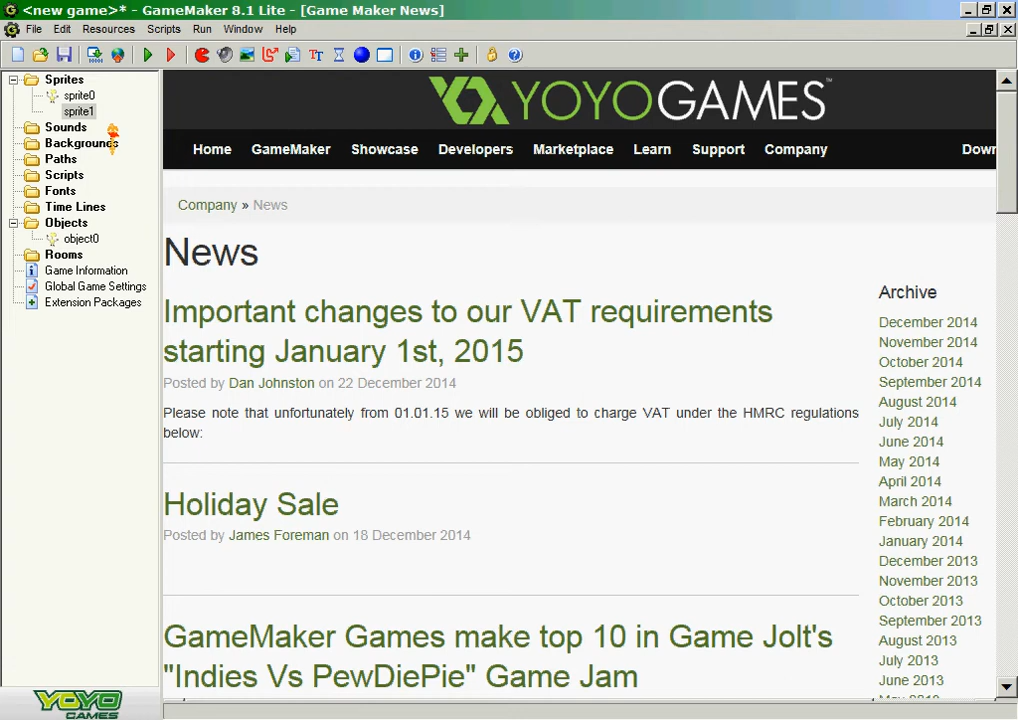 <new game>* - GameMaker 8.1 Lite - [Game Maker News]
File Edit Resources Scripts Run Window Help
Sprites
sprite0
sprite1
Sounds
Backgrounds
Paths
Scripts
Fonts
Time Lines
Objects
object0
Rooms
Game Information
Global Game Settings
Extension Packages
YOYO
GAMES
YOYOGAMES™
Home GameMaker Showcase Developers Marketplace Learn Support Company Down
Company » News
News
Important changes to our VAT requirements
starting January 1st, 2015
Posted by Dan Johnston on 22 December 2014
Please note that unfortunately from 01.01.15 we will be obliged to charge VAT under the HMRC regulations
below:
Holiday Sale
Posted by James Foreman on 18 December 2014
GameMaker Games make top 10 in Game Jolt's
"Indies Vs PewDiePie" Game Jam
Archive
December 2014
November 2014
October 2014
September 2014
August 2014
July 2014
June 2014
May 2014
April 2014
March 2014
February 2014
January 2014
December 2013
November 2013
October 2013
September 2013
August 2013
July 2013
June 2013